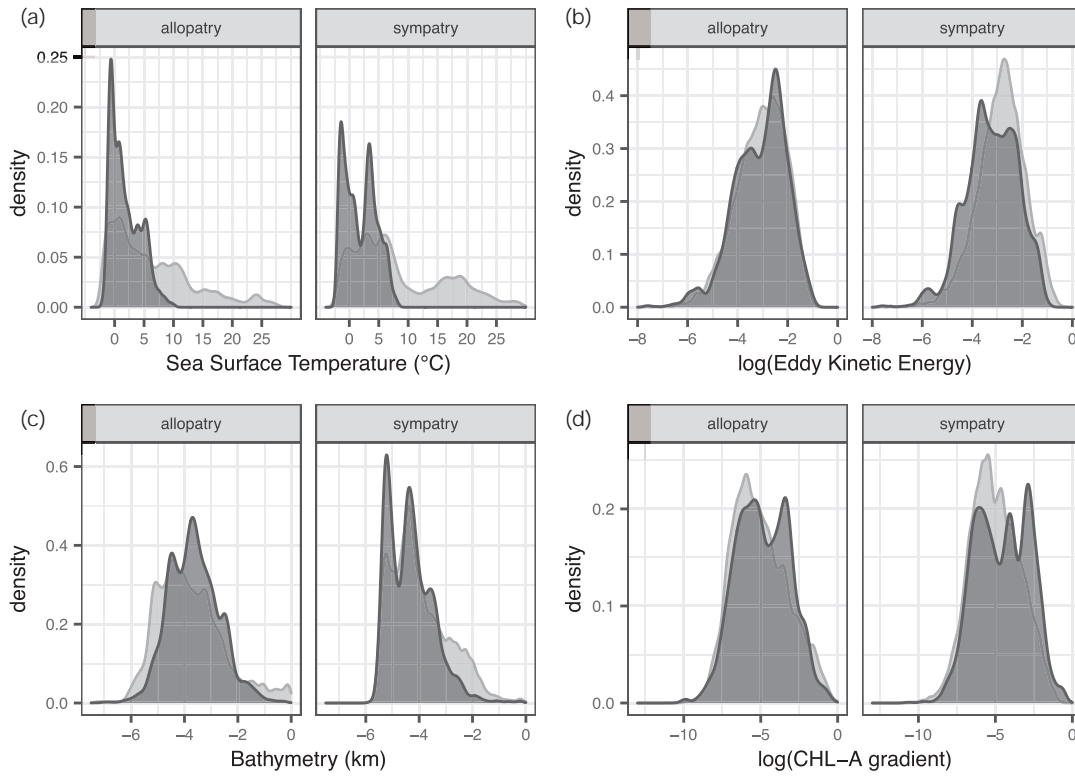 (a)
allopatry
sympatry
0.25
0.20
0.15
0.10
0.05
0.00
density
0 5 10 15 20 25
0 5 10 15 20 25
Sea Surface Temperature (°C)
(b)
allopatry
sympatry
0.4
0.3
0.2
0.1
0.0
density
−8 −6 −4 −2 0
−8 −6 −4 −2 0
log(Eddy Kinetic Energy)
(c)
allopatry
sympatry
0.6
0.4
0.2
0.0
density
−6 −4 −2 0
−6 −4 −2 0
Bathymetry (km)
(d)
allopatry
sympatry
0.2
0.1
0.0
density
−10 −5 0
−10 −5 0
log(CHL−A gradient)